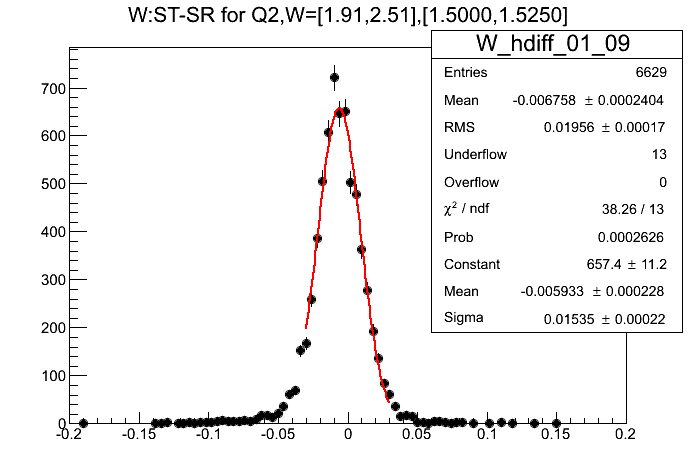 W:ST-SR for Q2,W=[1.91,2.51],[1.5000,1.5250]
W_hdiff_01_09
Entries 6629
Mean -0.006758 ± 0.0002404
RMS 0.01956 ± 0.00017
Underflow 13
Overflow 0
χ² / ndf 38.26 / 13
Prob 0.0002626
Constant 657.4 ± 11.2
Mean -0.005933 ± 0.000228
Sigma 0.01535 ± 0.00022
700
600
500
400
300
200
100
0
-0.2 -0.15 -0.1 -0.05 0 0.05 0.1 0.15 0.2